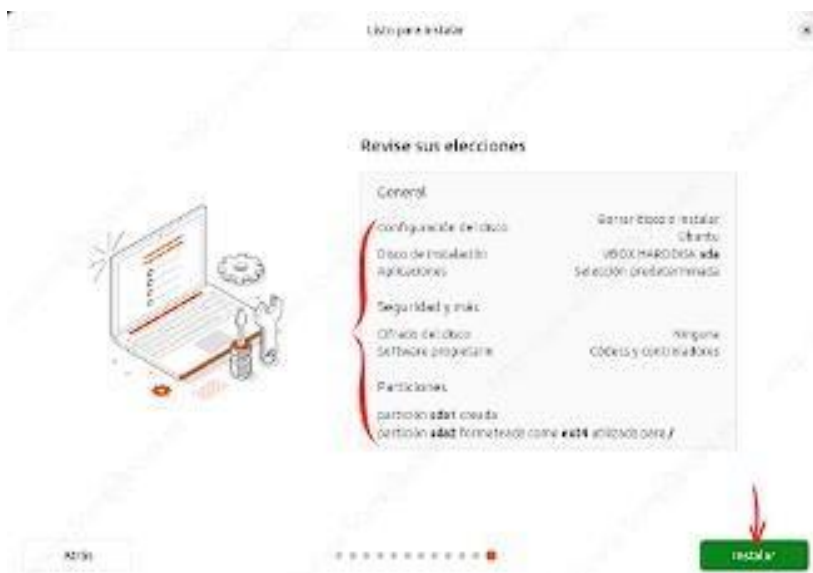 Listo para instalar
Revise sus elecciones
General
Configuración del disco
Borrar disco e instalar
Ubuntu
Disco de instalación
VBOX HARDDISK sda
Aplicaciones
Selección predeterminada
Seguridad y más
Cifrado del disco
Ninguno
Software propietario
Códecs y controladores
Particiones
partición sda1 creada
partición sda2 formateada como ext4 utilizada para /
Atrás
Instalar